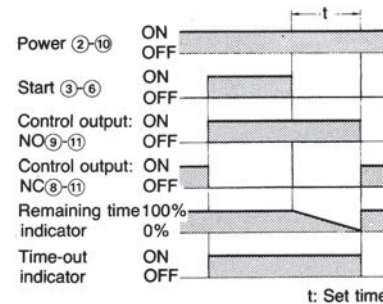 t
Power ②-⑩ ON
OFF
Start ③-⑥ ON
OFF
Control output: ON
NO⑨-⑪ OFF
Control output: ON
NC⑧-⑪ OFF
Remaining time 100%
indicator 0%
Time-out ON
indicator OFF
t: Set time